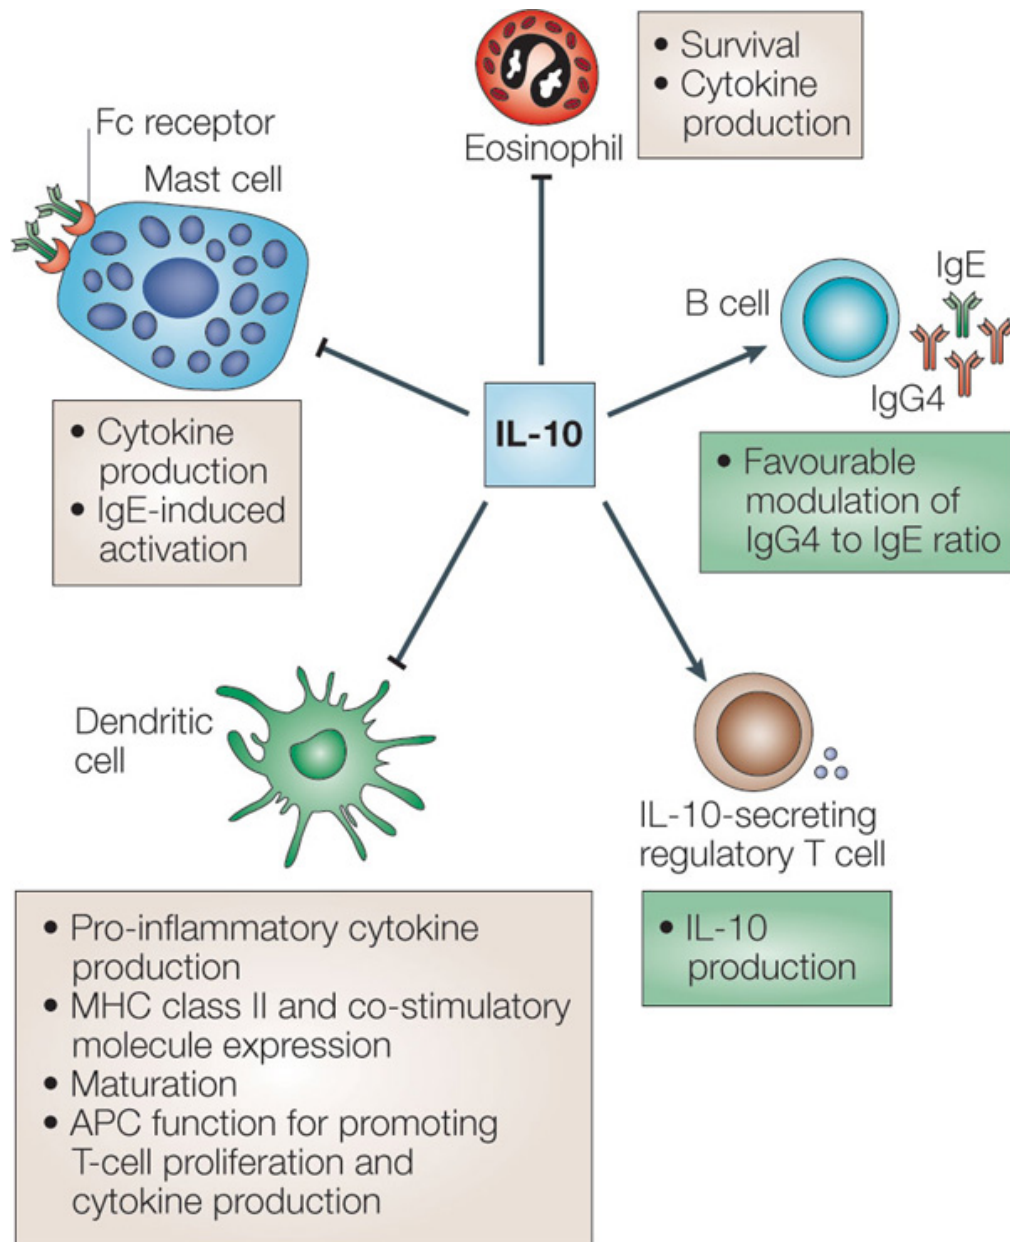 • Survival
• Cytokine
production
Eosinophil
Fc receptor
Mast cell
• Cytokine
production
• IgE-induced
activation
IL-10
B cell
IgE
IgG4
• Favourable
modulation of
IgG4 to IgE ratio
Dendritic
cell
• Pro-inflammatory cytokine
production
• MHC class II and co-stimulatory
molecule expression
• Maturation
• APC function for promoting
T-cell proliferation and
cytokine production
IL-10-secreting
regulatory T cell
• IL-10
production